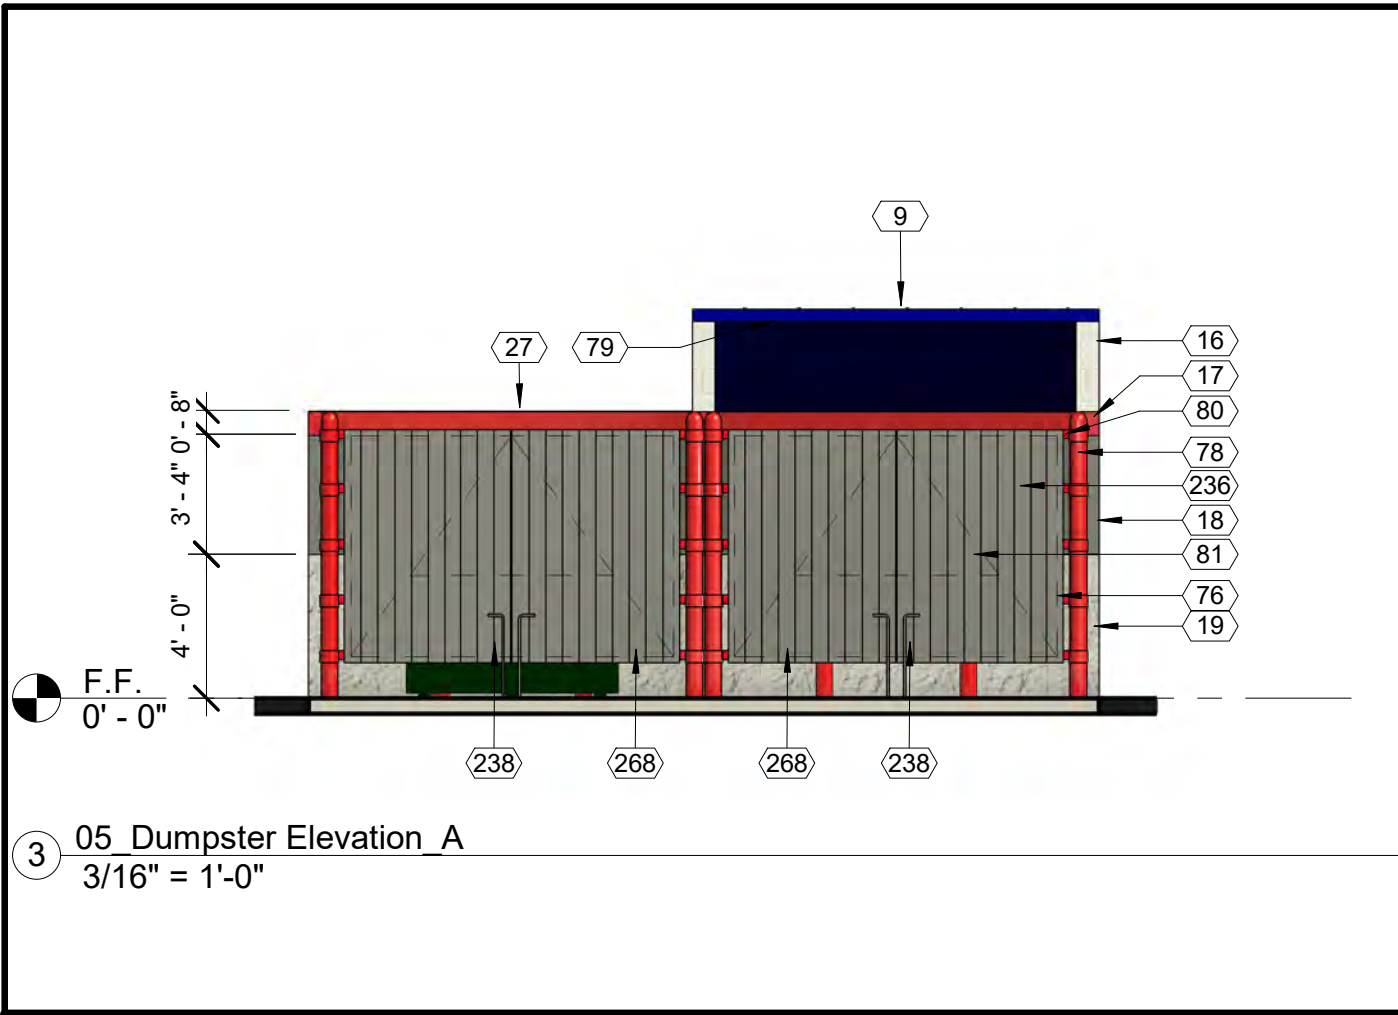 9
27
79
16
17
80
78
236
18
81
76
19
0' - 8"
3' - 4"
4' - 0"
F.F.
0' - 0"
238
268
268
238
3
05_Dumpster Elevation_A
3/16" = 1'-0"